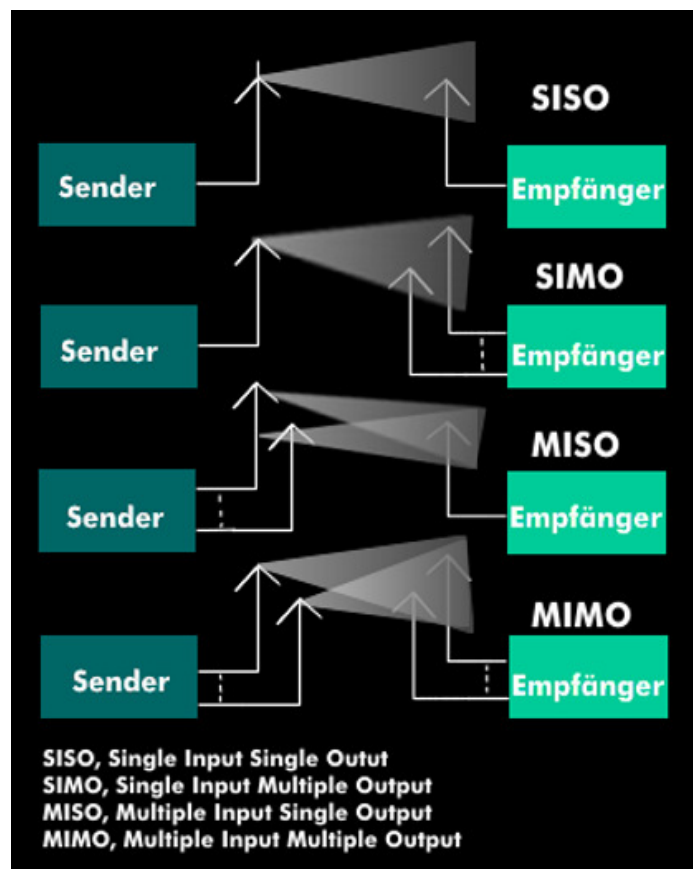 SISO
Sender
Empfänger
SIMO
Sender
Empfänger
MISO
Sender
Empfänger
MIMO
Sender
Empfänger
SISO, Single Input Single Outut
SIMO, Single Input Multiple Output
MISO, Multiple Input Single Output
MIMO, Multiple Input Multiple Output